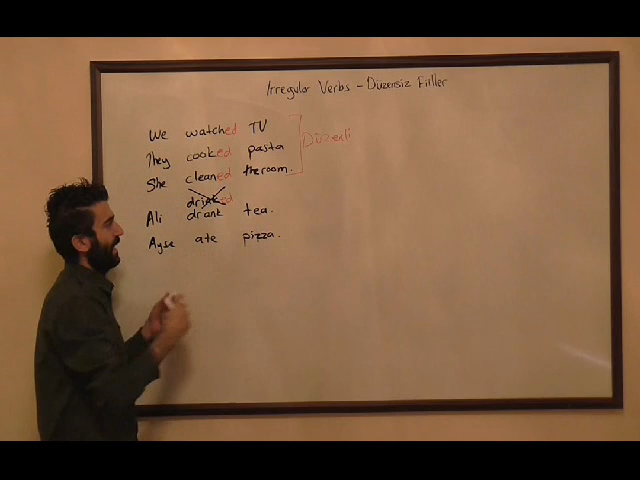 Irregular Verbs - Düzensiz Fiiller
We watched TV
They cooked pasta
Düzenli
She cleaned the room.
drinked
Ali drank tea.
Ayşe ate pizza.